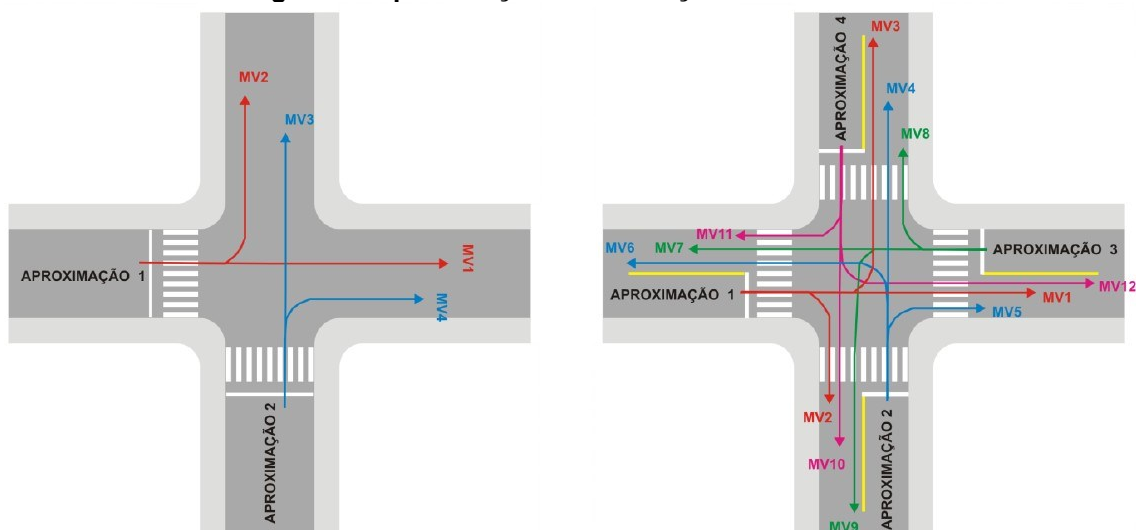 MV2
MV3
APROXIMAÇÃO 1
MV1
MV4
APROXIMAÇÃO 2
APROXIMAÇÃO 4
MV3
MV4
MV8
MV11
MV6
MV7
APROXIMAÇÃO 3
APROXIMAÇÃO 1
MV12
MV1
MV5
MV2
MV10
APROXIMAÇÃO 2
MV9